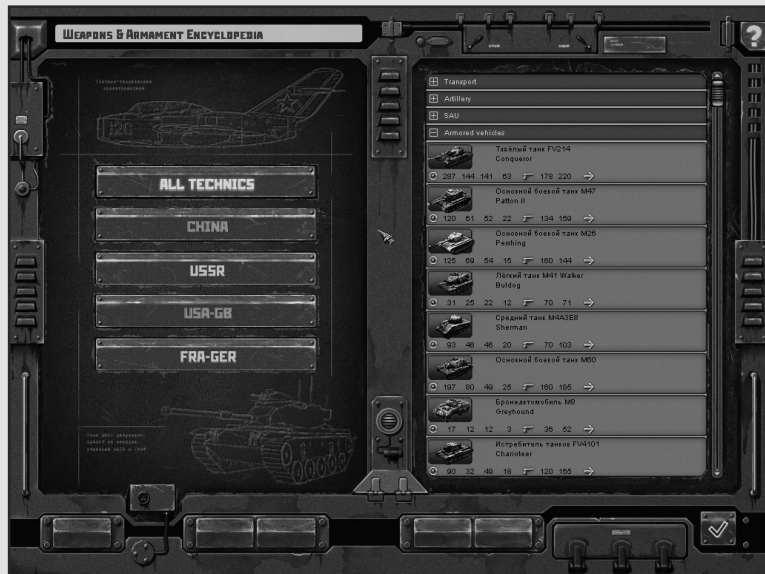 Weapons & Armament Encyclopedia
?
120
ALL TECHNICS
CHINA
USSR
USA-GB
FRA-GER
Transport
Artillery
SAU
Armored vehicles
Тяжёлый танк FV214
Conqueror
287 144 141 63 178 220
Основной боевой танк M47
Patton II
120 61 52 22 134 159
Основной боевой танк M26
Pershing
125 69 54 15 160 144
Лёгкий танк M41 Walker
Buldog
31 25 22 12 70 71
Средний танк M4A3E8
Sherman
93 46 46 20 70 103
Основной боевой танк M60
197 80 49 25 160 185
Бронеавтомобиль M8
Greyhound
17 12 12 3 36 52
Истребитель танков FV4101
Charioteer
90 32 49 18 120 155